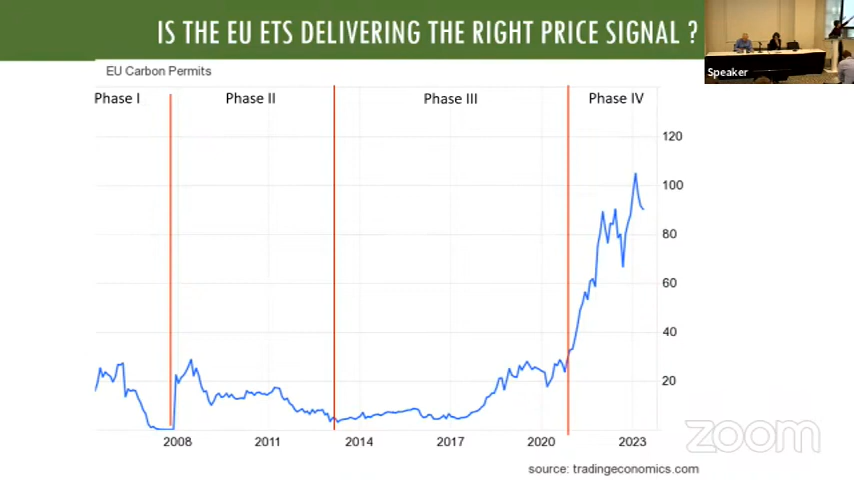 IS THE EU ETS DELIVERING THE RIGHT PRICE SIGNAL ?
Speaker
EU Carbon Permits
Phase I
Phase II
Phase III
Phase IV
120
100
80
60
40
20
2008
2011
2014
2017
2020
2023
zoom
source: tradingeconomics.com